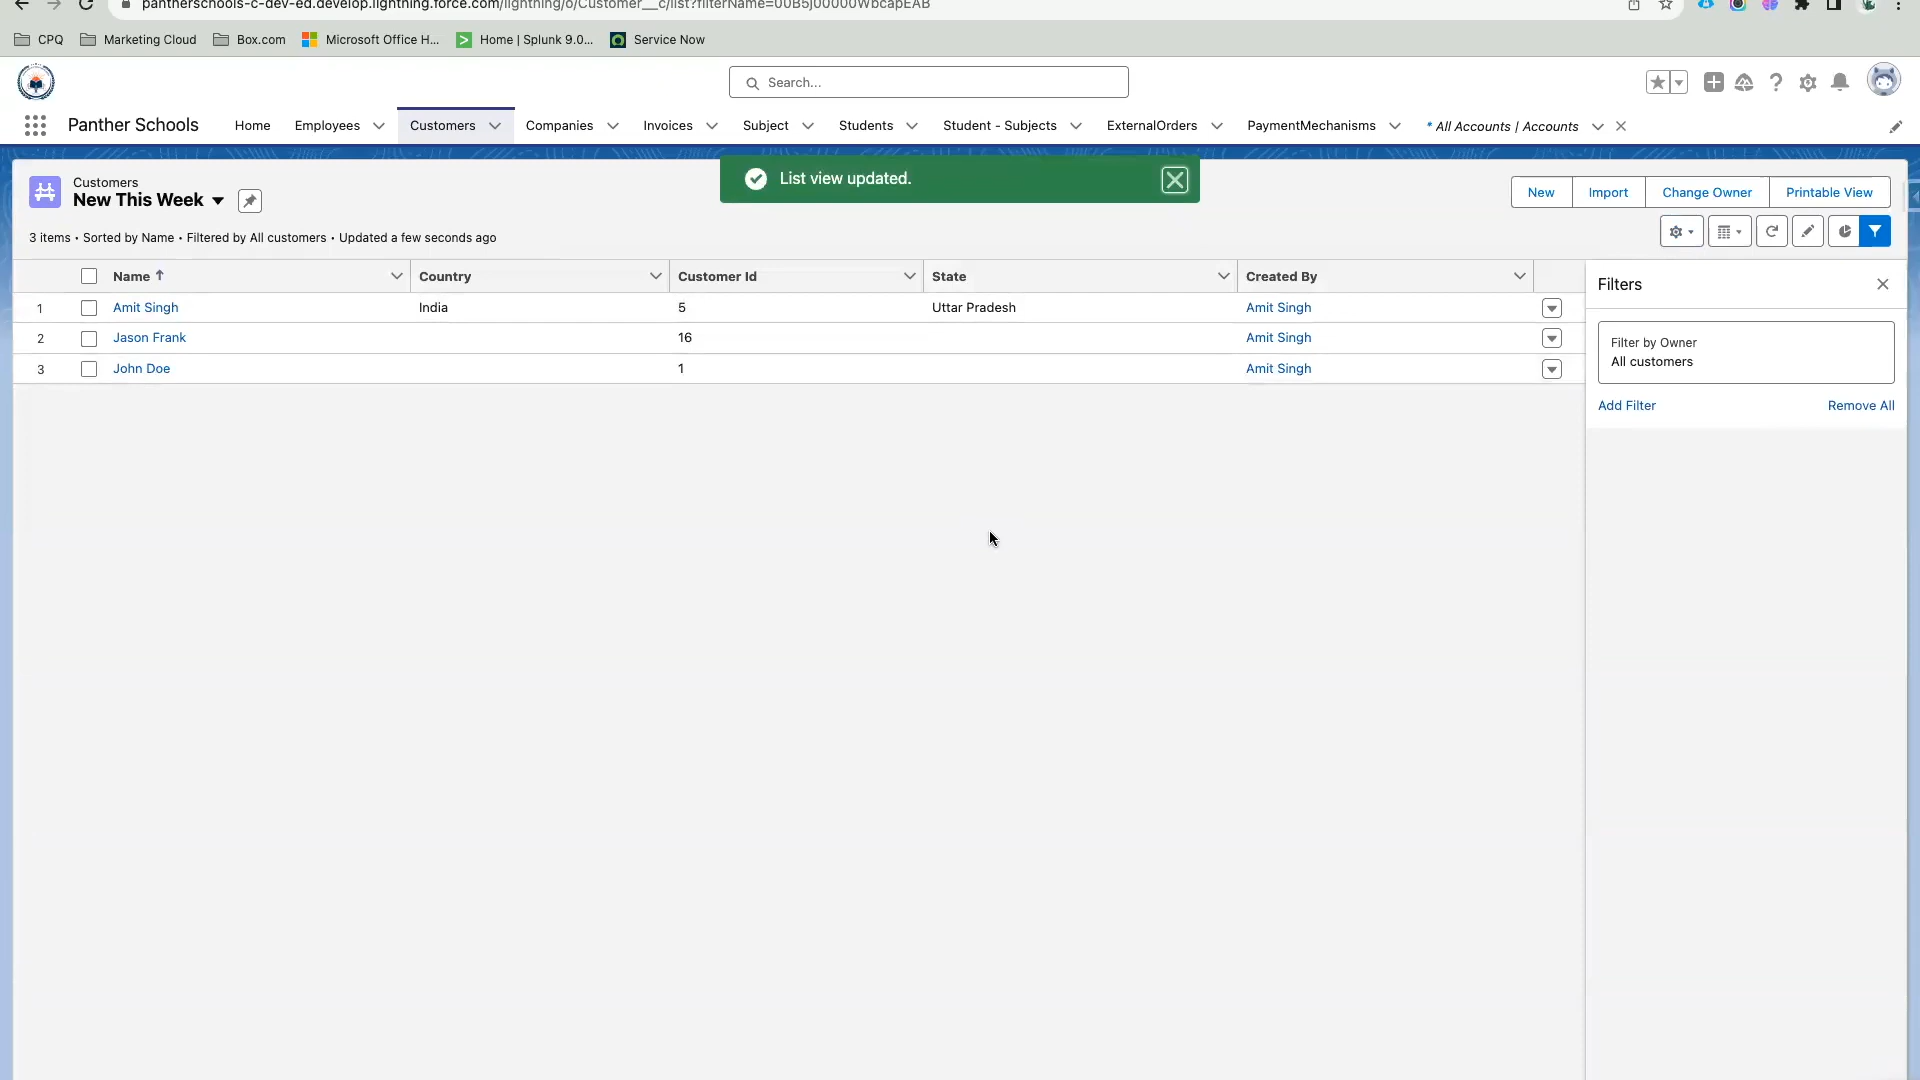 pantherschools-c-dev-ed.develop.lightning.force.com/lightning/o/Customer__c/list?filterName=00B5j00000WbcapEAB
CPQ Marketing Cloud Box.com Microsoft Office H... Home | Splunk 9.0... Service Now
Search...
Panther Schools Home Employees Customers Companies Invoices Subject Students Student - Subjects ExternalOrders PaymentMechanisms * All Accounts | Accounts
List view updated.
Customers
New This Week
New Import Change Owner Printable View
3 items • Sorted by Name • Filtered by All customers • Updated a few seconds ago
Name Country Customer Id State Created By
1 Amit Singh India 5 Uttar Pradesh Amit Singh
2 Jason Frank 16 Amit Singh
3 John Doe 1 Amit Singh
Filters
Filter by Owner
All customers
Add Filter Remove All